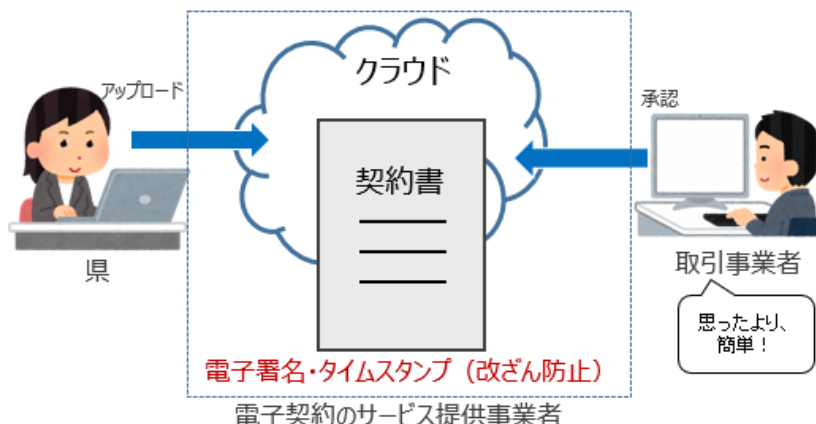 クラウド
アップロード
承認
契約書
県
取引事業者
思ったより、
簡単！
電子署名・タイムスタンプ（改ざん防止）
電子契約のサービス提供事業者